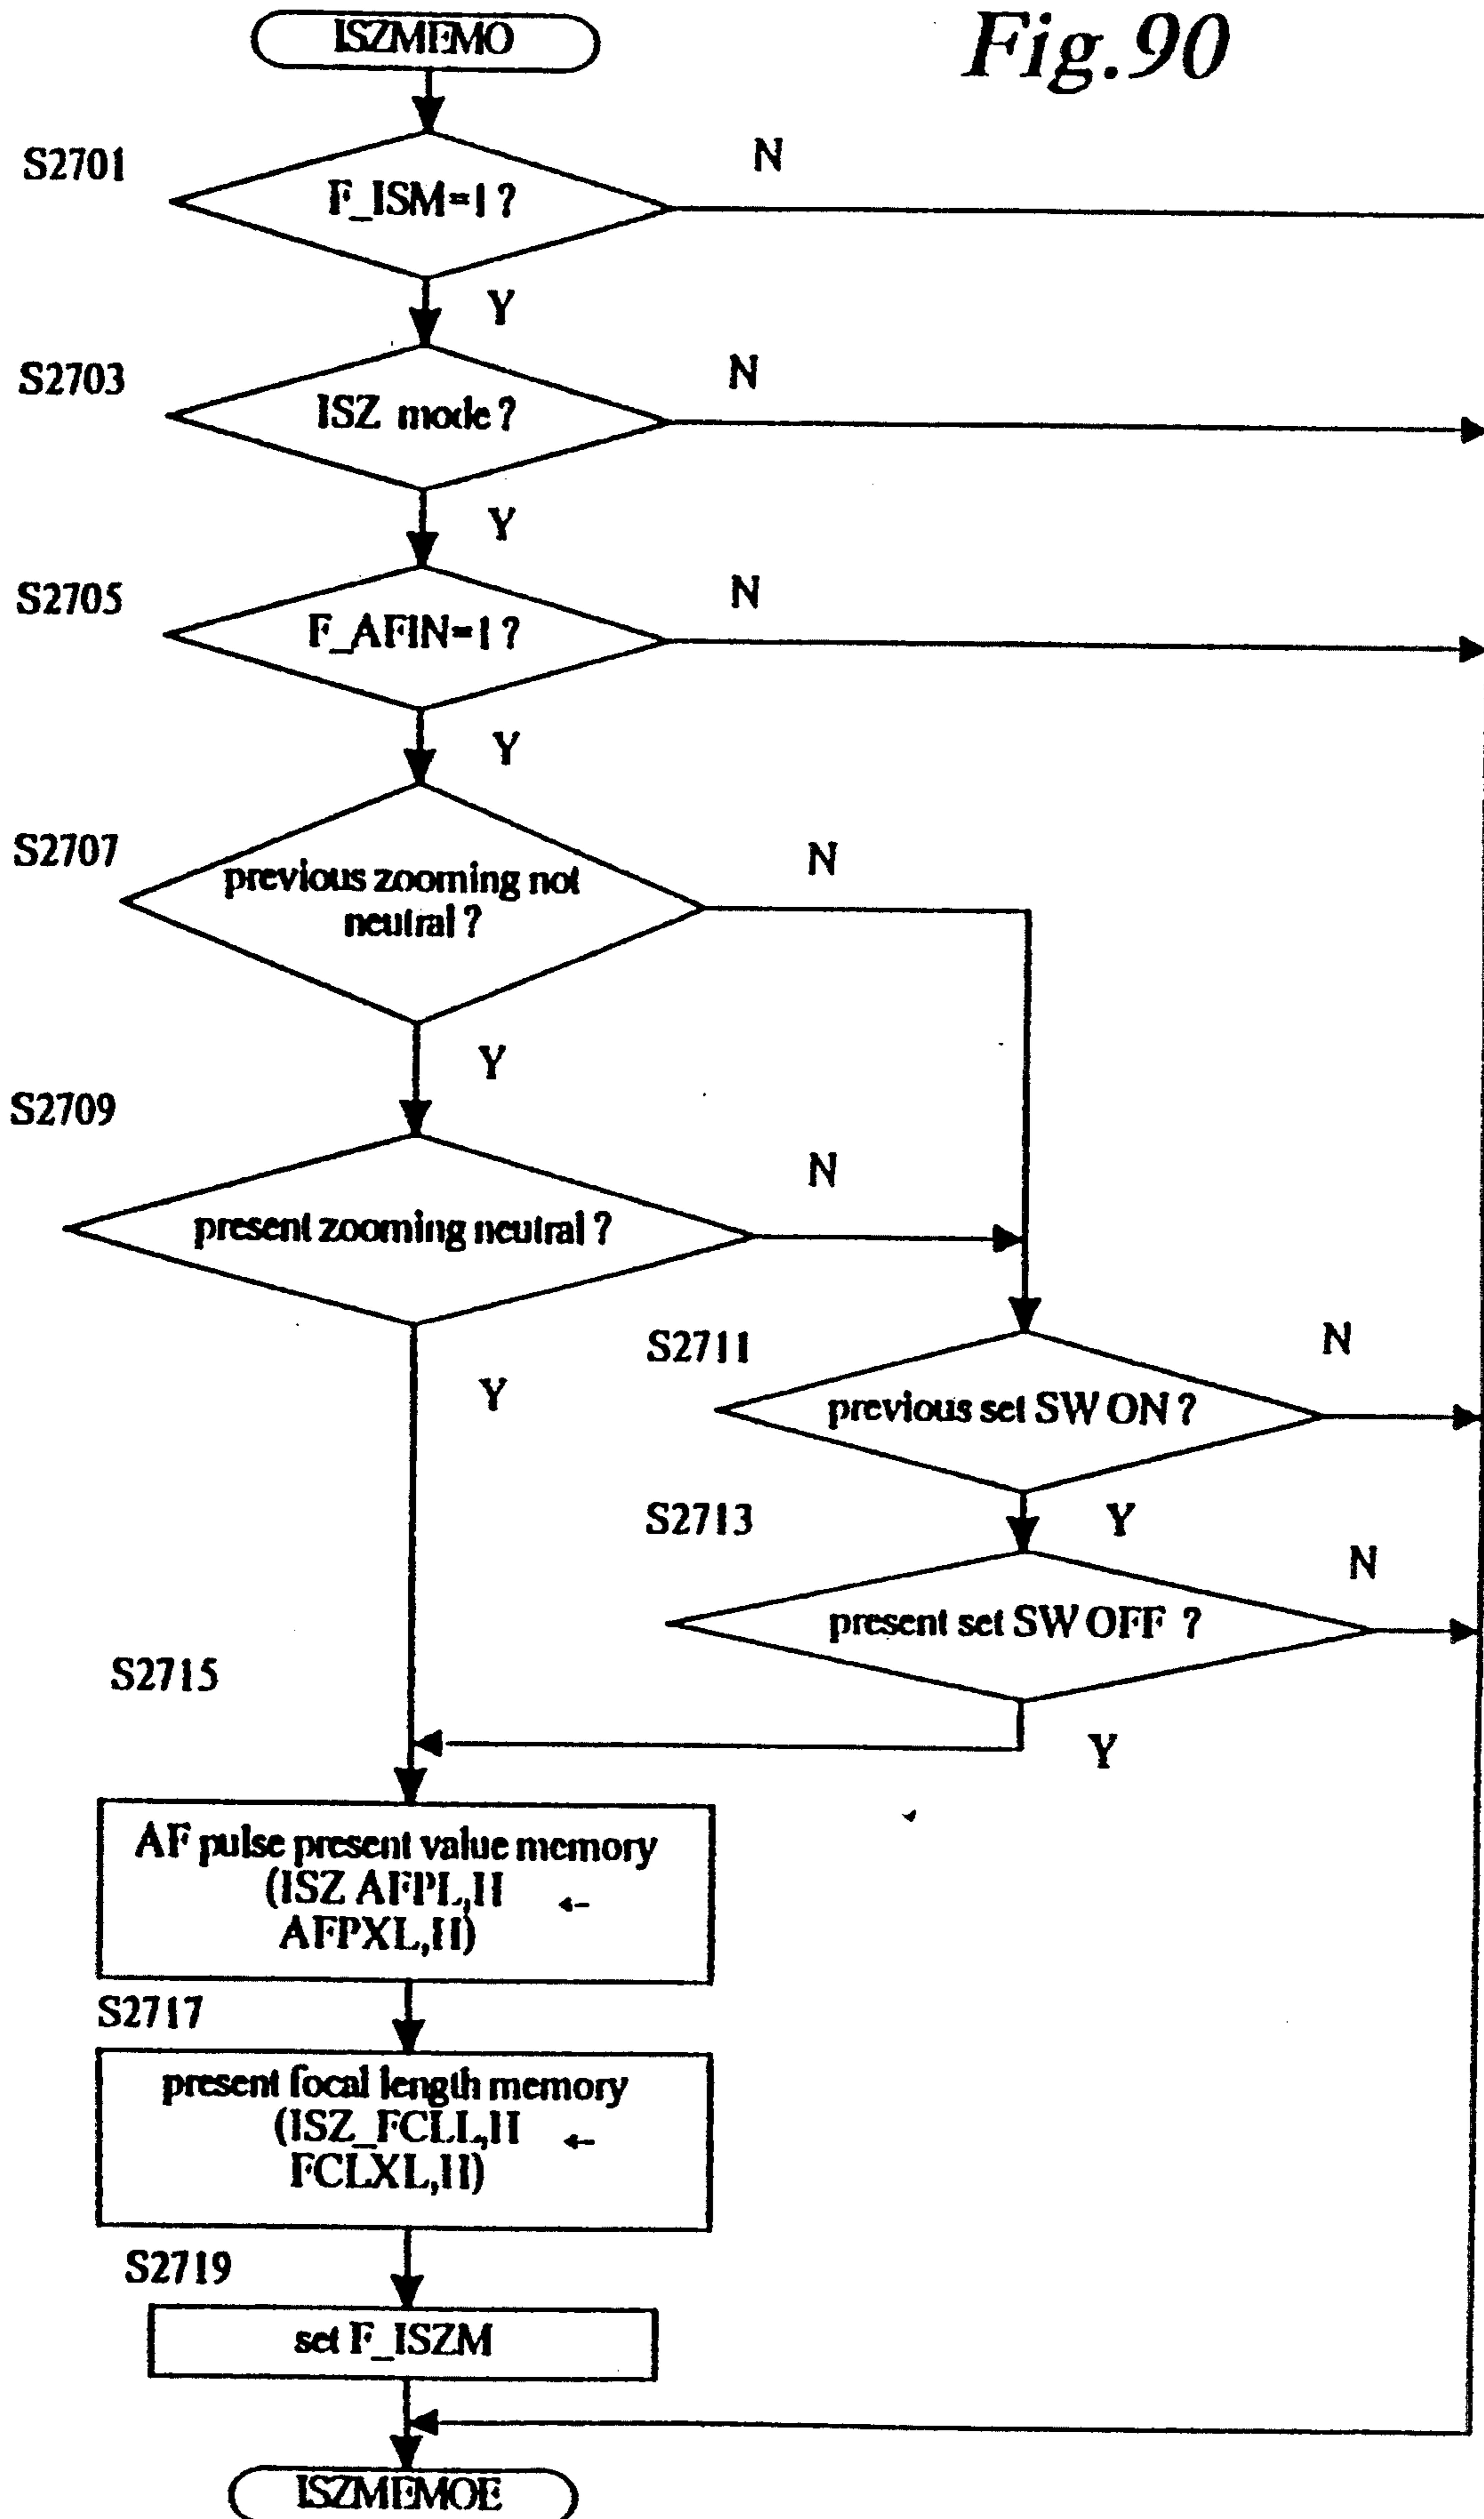 Fig.90
ISZMEMO
S2701
F_ISM=1?
N
Y
S2703
ISZ mode?
N
Y
S2705
F_AFIN=1?
N
Y
S2707
previous zooming not
neutral?
N
Y
S2709
present zooming neutral?
N
Y
S2711
previous set SW ON?
N
Y
S2713
present set SW OFF ?
N
Y
S2715
AF pulse present value memory
(ISZ AFPL,H ←
AFPXL,H)
S2717
present focal length memory
(ISZ_FCLL,H ←
FCLXL,H)
S2719
set F_ISZM
ISZMEMOE